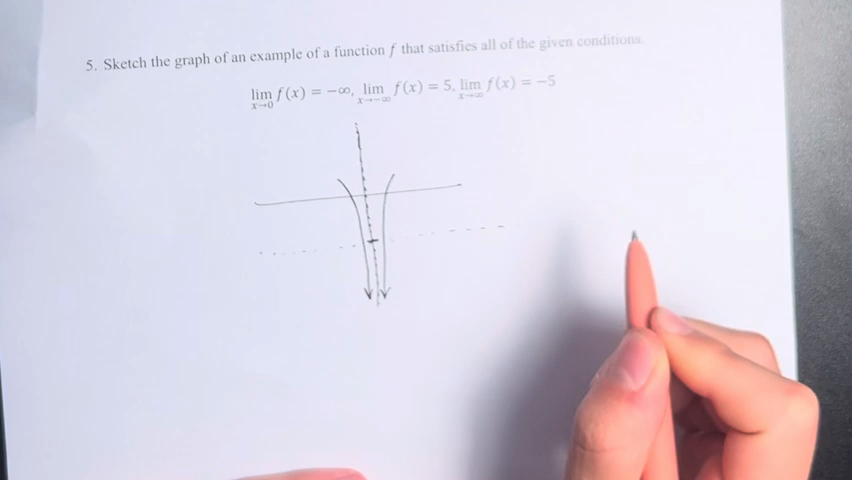 5. Sketch the graph of an example of a function f that satisfies all of the given conditions.
lim f(x) = −∞, lim f(x) = 5, lim f(x) = −5
x→0 x→−∞ x→∞